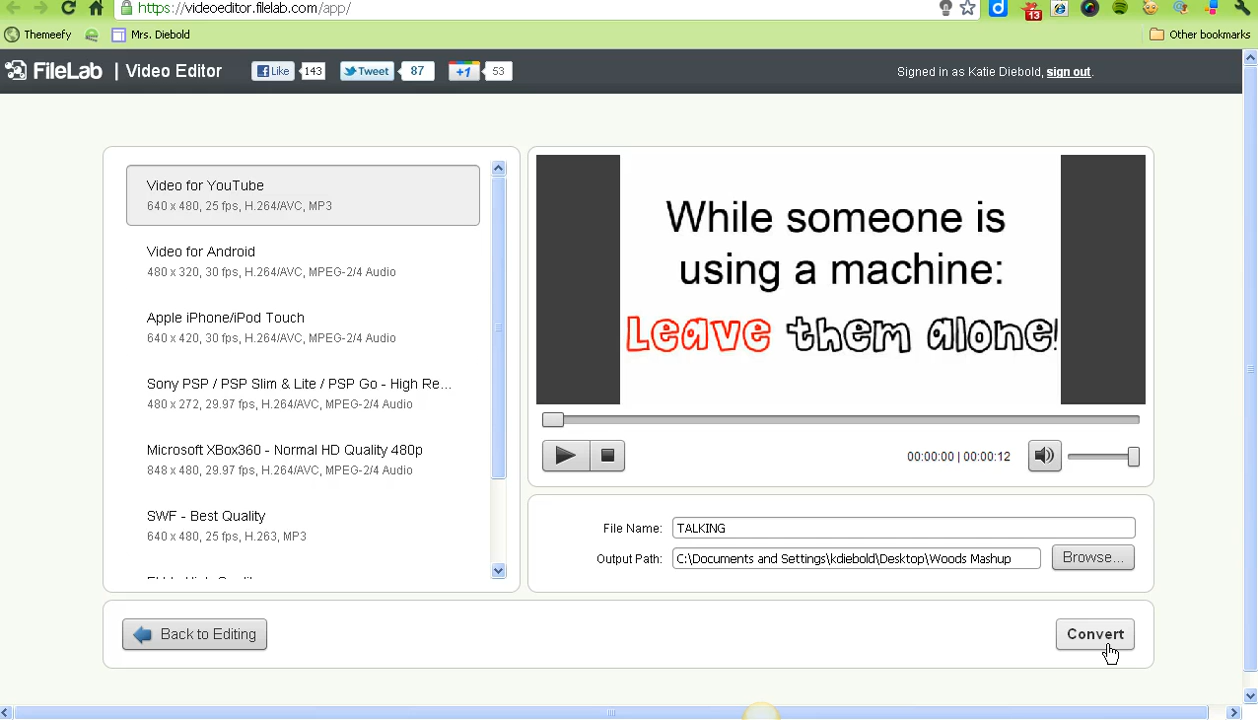 https://videoeditor.filelab.com/app/
13
Themeefy
Mrs. Diebold
Other bookmarks
FileLab | Video Editor
Like 143
Tweet 87
+1 53
Signed in as Katie Diebold, sign out.
Video for YouTube
640 x 480, 25 fps, H.264/AVC, MP3
Video for Android
480 x 320, 30 fps, H.264/AVC, MPEG-2/4 Audio
Apple iPhone/iPod Touch
640 x 420, 30 fps, H.264/AVC, MPEG-2/4 Audio
Sony PSP / PSP Slim & Lite / PSP Go - High Re...
480 x 272, 29.97 fps, H.264/AVC, MPEG-2/4 Audio
Microsoft XBox360 - Normal HD Quality 480p
848 x 480, 29.97 fps, H.264/AVC, MPEG-2/4 Audio
SWF - Best Quality
640 x 480, 25 fps, H.263, MP3
While someone is
using a machine:
Leave them alone!
00:00:00 | 00:00:12
File Name: TALKING
Output Path: C:\Documents and Settings\kdiebold\Desktop\Woods Mashup
Browse...
Back to Editing
Convert